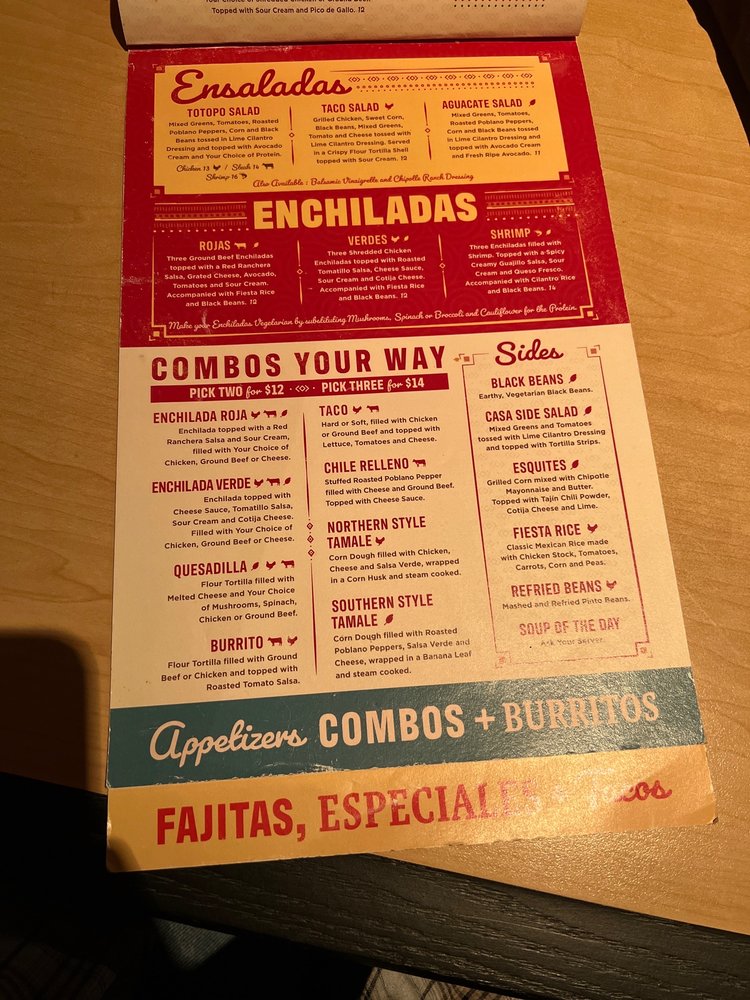 Topped with Sour Cream and Pico de Gallo. 12
Ensaladas
TOTOPO SALAD
Mixed Greens, Tomatoes, Roasted
Poblano Peppers, Corn and Black
Beans tossed in Lime Cilantro
Dressing and topped with Avocado
Cream and Your Choice of Protein.
Chicken 13 / Steak 14
Shrimp 16
TACO SALAD
Grilled Chicken, Sweet Corn,
Black Beans, Mixed Greens,
Tomato and Cheese tossed with
Lime Cilantro Dressing, Served
in a Crispy Flour Tortilla Shell
topped with Sour Cream. 12
AGUACATE SALAD
Mixed Greens, Tomatoes,
Roasted Poblano Peppers,
Corn and Black Beans tossed
in Lime Cilantro Dressing and
topped with Avocado Cream
and Fresh Ripe Avocado. 11
Also Available : Balsamic Vinaigrette and Chipotle Ranch Dressing
ENCHILADAS
ROJAS
Three Ground Beef Enchiladas
topped with a Red Ranchera
Salsa, Grated Cheese, Avocado,
Tomatoes and Sour Cream.
Accompanied with Fiesta Rice
and Black Beans. 12
VERDES
Three Shredded Chicken
Enchiladas topped with Roasted
Tomatillo Salsa, Cheese Sauce,
Sour Cream and Cotija Cheese.
Accompanied with Fiesta Rice
and Black Beans. 12
SHRIMP
Three Enchiladas filled with
Shrimp. Topped with a Spicy
Creamy Guajillo Salsa, Sour
Cream and Queso Fresco.
Accompanied with Cilantro Rice
and Black Beans. 14
Make your Enchiladas Vegetarian by substituting Mushrooms, Spinach or Broccoli and Cauliflower for the Protein.
COMBOS YOUR WAY
PICK TWO for $12 · PICK THREE for $14
ENCHILADA ROJA
Enchilada topped with a Red
Ranchera Salsa and Sour Cream,
filled with Your Choice of
Chicken, Ground Beef or Cheese.
ENCHILADA VERDE
Enchilada topped with
Cheese Sauce, Tomatillo Salsa,
Sour Cream and Cotija Cheese.
Filled with Your Choice of
Chicken, Ground Beef or Cheese.
QUESADILLA
Flour Tortilla filled with
Melted Cheese and Your Choice
of Mushrooms, Spinach,
Chicken or Ground Beef.
BURRITO
Flour Tortilla filled with Ground
Beef or Chicken and topped with
Roasted Tomato Salsa.
TACO
Hard or Soft, filled with Chicken
or Ground Beef and topped with
Lettuce, Tomatoes and Cheese.
CHILE RELLENO
Stuffed Roasted Poblano Pepper
filled with Cheese and Ground Beef.
Topped with Cheese Sauce.
NORTHERN STYLE
TAMALE
Corn Dough filled with Chicken,
Cheese and Salsa Verde, wrapped
in a Corn Husk and steam cooked.
SOUTHERN STYLE
TAMALE
Corn Dough filled with Roasted
Poblano Peppers, Salsa Verde and
Cheese, wrapped in a Banana Leaf
and steam cooked.
Sides
BLACK BEANS
Earthy, Vegetarian Black Beans.
CASA SIDE SALAD
Mixed Greens and Tomatoes
tossed with Lime Cilantro Dressing
and topped with Tortilla Strips.
ESQUITES
Grilled Corn mixed with Chipotle
Mayonnaise and Butter,
Topped with Tajín Chili Powder,
Cotija Cheese and Lime.
FIESTA RICE
Classic Mexican Rice made
with Chicken Stock, Tomatoes,
Carrots, Corn and Peas.
REFRIED BEANS
Mashed and Refried Pinto Beans.
SOUP OF THE DAY
Ask Your Server.
Appetizers COMBOS + BURRITOS
FAJITAS, ESPECIALES + Tacos